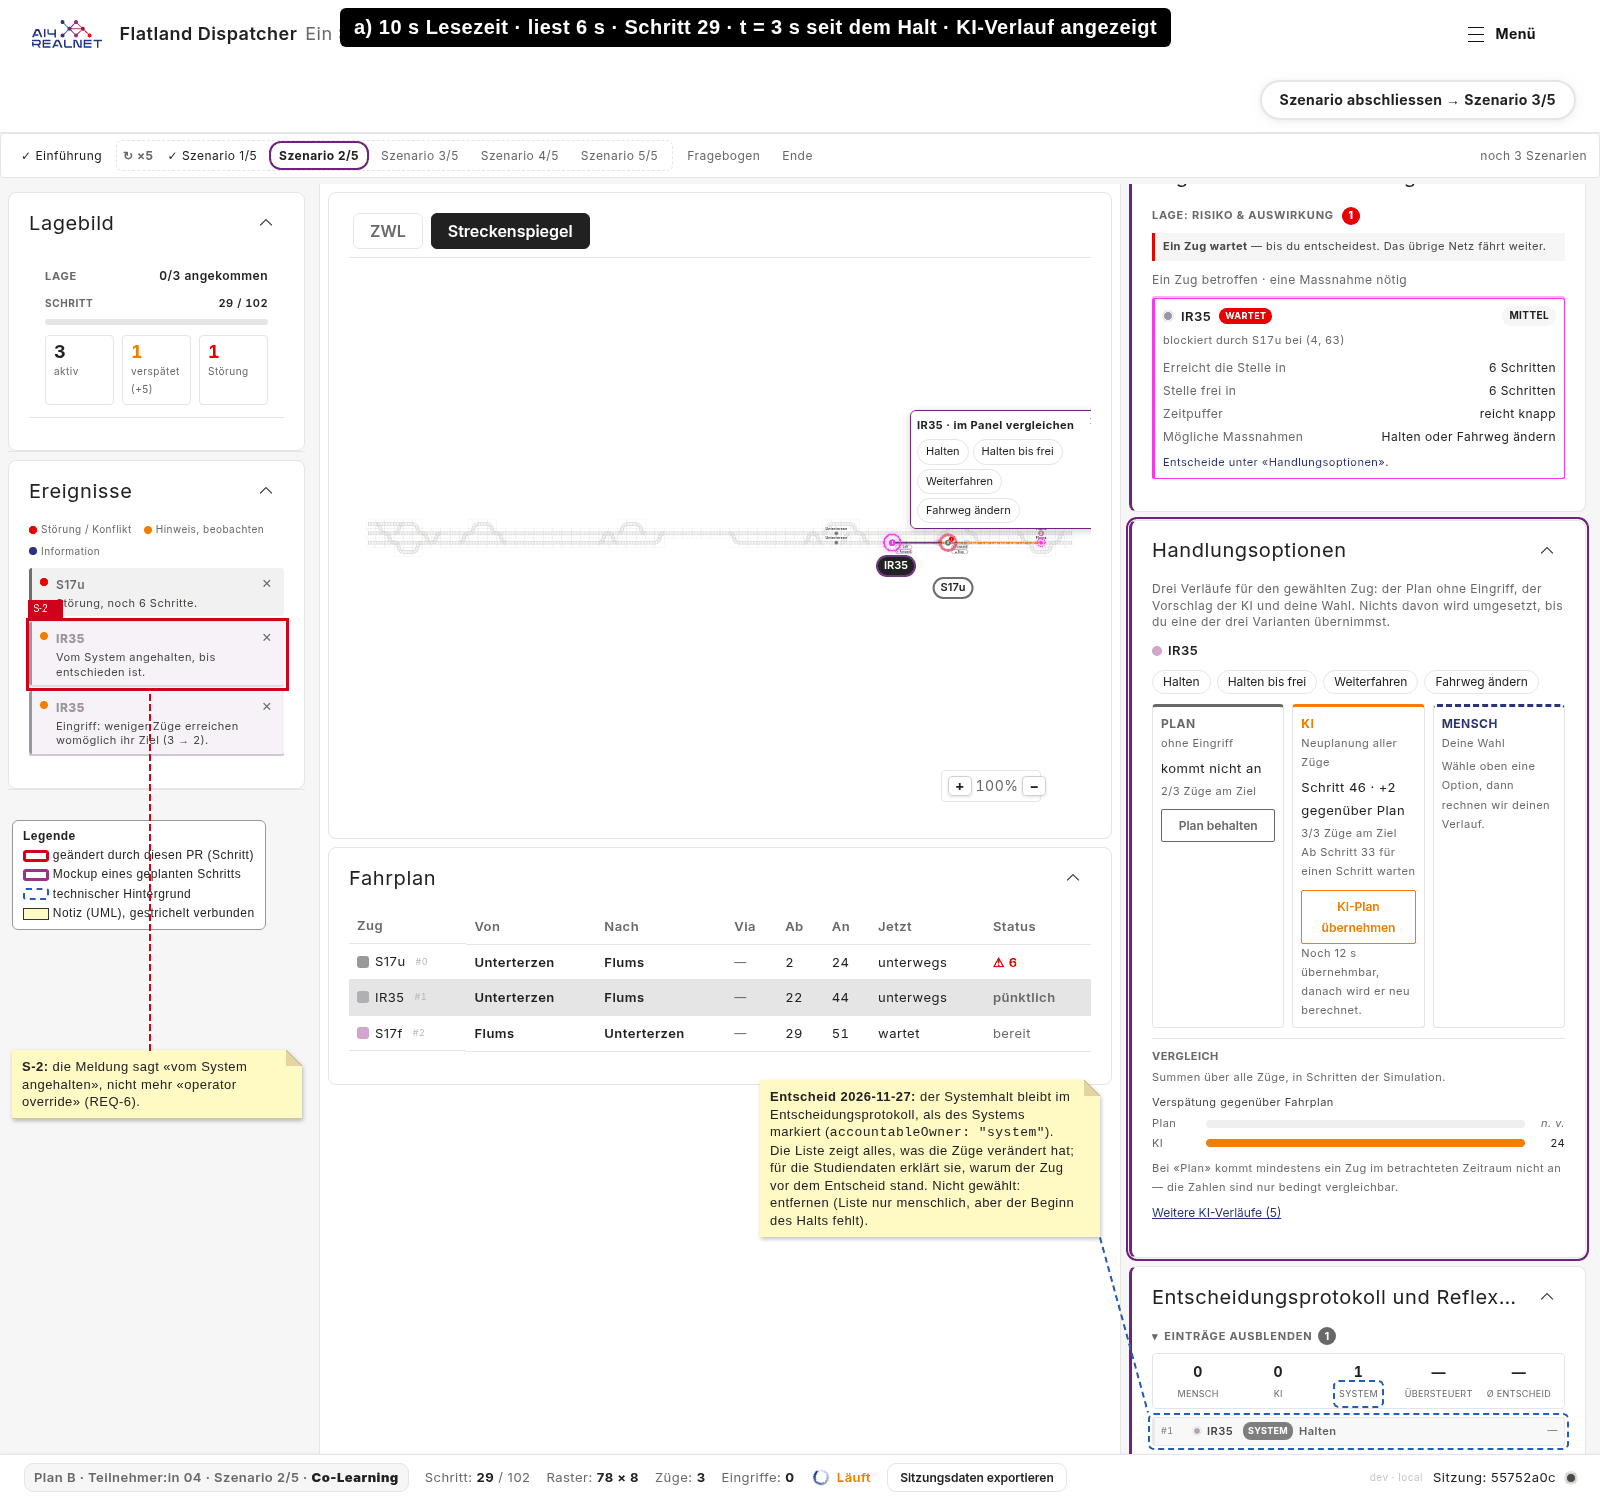 AI4
REALNET
Flatland Dispatcher Ein
a) 10 s Lesezeit · liest 6 s · Schritt 29 · t = 3 s seit dem Halt · KI-Verlauf angezeigt
Menü
Szenario abschliessen → Szenario 3/5
✓ Einführung
↻ ×5
✓ Szenario 1/5
Szenario 2/5
Szenario 3/5
Szenario 4/5
Szenario 5/5
Fragebogen
Ende
noch 3 Szenarien
Lagebild
LAGE
0/3 angekommen
SCHRITT
29 / 102
3
aktiv
1
verspätet
(+5)
1
Störung
Ereignisse
Störung / Konflikt
Hinweis, beobachten
Information
S17u
×
Störung, noch 6 Schritte.
S-2
IR35
×
Vom System angehalten, bis
entschieden ist.
IR35
×
Eingriff: weniger Züge erreichen
womöglich ihr Ziel (3 → 2).
Legende
geändert durch diesen PR (Schritt)
Mockup eines geplanten Schritts
technischer Hintergrund
Notiz (UML), gestrichelt verbunden
S-2: die Meldung sagt «vom System
angehalten», nicht mehr «operator
override» (REQ-6).
ZWL
Streckenspiegel
IR35 · im Panel vergleichen
Halten
Halten bis frei
Weiterfahren
Fahrweg ändern
Unterterzen
Unterterzen
IR35
S17u
+ 100% −
Fahrplan
Zug Von Nach Via Ab An Jetzt Status
S17u #0 Unterterzen Flums — 2 24 unterwegs ⚠ 6
IR35 #1 Unterterzen Flums — 22 44 unterwegs pünktlich
S17f #2 Flums Unterterzen — 29 51 wartet bereit
Entscheid 2026-11-27: der Systemhalt bleibt im
Entscheidungsprotokoll, als des Systems
markiert (accountableOwner: "system").
Die Liste zeigt alles, was die Züge verändert hat;
für die Studiendaten erklärt sie, warum der Zug
vor dem Entscheid stand. Nicht gewählt:
entfernen (Liste nur menschlich, aber der Beginn
des Halts fehlt).
LAGE: RISIKO & AUSWIRKUNG 1
Ein Zug wartet — bis du entscheidest. Das übrige Netz fährt weiter.
Ein Zug betroffen · eine Massnahme nötig
IR35 WARTET
MITTEL
blockiert durch S17u bei (4, 63)
Erreicht die Stelle in
6 Schritten
Stelle frei in
6 Schritten
Zeitpuffer
reicht knapp
Mögliche Massnahmen
Halten oder Fahrweg ändern
Entscheide unter «Handlungsoptionen».
Handlungsoptionen
Drei Verläufe für den gewählten Zug: der Plan ohne Eingriff, der
Vorschlag der KI und deine Wahl. Nichts davon wird umgesetzt, bis
du eine der drei Varianten übernimmst.
IR35
Halten
Halten bis frei
Weiterfahren
Fahrweg ändern
PLAN
ohne Eingriff
kommt nicht an
2/3 Züge am Ziel
Plan behalten
KI
Neuplanung aller
Züge
Schritt 46 · +2
gegenüber Plan
3/3 Züge am Ziel
Ab Schritt 33 für
einen Schritt warten
KI-Plan
übernehmen
Noch 12 s
übernehmbar,
danach wird er neu
berechnet.
MENSCH
Deine Wahl
Wähle oben eine
Option, dann
rechnen wir deinen
Verlauf.
VERGLEICH
Summen über alle Züge, in Schritten der Simulation.
Verspätung gegenüber Fahrplan
Plan
n. v.
KI
24
Bei «Plan» kommt mindestens ein Zug im betrachteten Zeitraum nicht an
— die Zahlen sind nur bedingt vergleichbar.
Weitere KI-Verläufe (5)
Entscheidungsprotokoll und Reflex...
▾ EINTRÄGE AUSBLENDEN 1
0
MENSCH
0
KI
1
SYSTEM
—
ÜBERSTEUERT
—
Ø ENTSCHEID
#1 IR35 SYSTEM Halten —
Plan B · Teilnehmer:in 04 · Szenario 2/5 · Co-Learning
Schritt: 29 / 102
Raster: 78 × 8
Züge: 3
Eingriffe: 0
Läuft
Sitzungsdaten exportieren
dev · local
Sitzung: 55752a0c